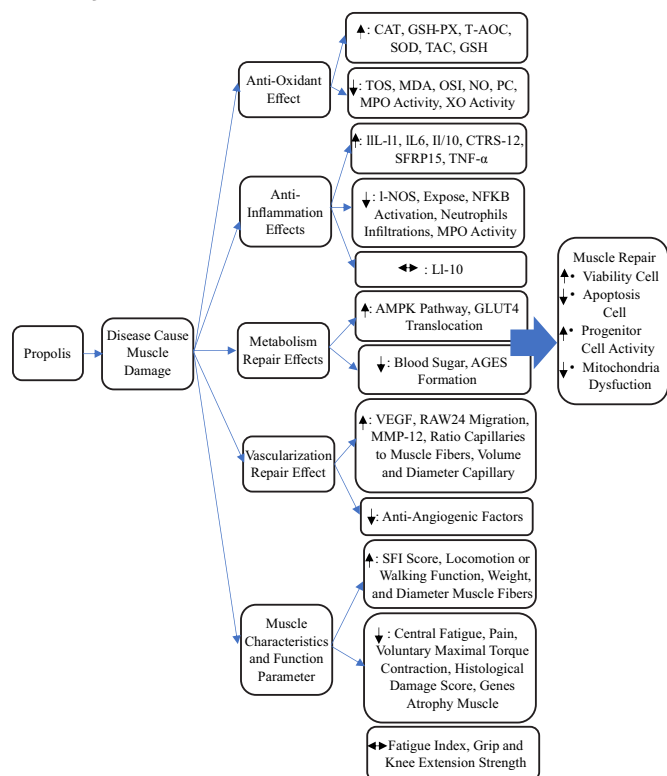 Propolis
Disease Cause
Muscle
Damage
Anti-Oxidant
Effect
↑: CAT, GSH-PX, T-AOC,
SOD, TAC, GSH
↓: TOS, MDA, OSI, NO, PC,
MPO Activity, XO Activity
Anti-
Inflammation
Effects
↑: lIL-l1, lL6, Il/10, CTRS-12,
SFRP15, TNF-α
↓: l-NOS, Expose, NFKB
Activation, Neutrophils
Infiltrations, MPO Activity
↔ : Ll-10
Metabolism
Repair Effects
↑: AMPK Pathway, GLUT4
Translocation
↓: Blood Sugar, AGES
Formation
Vascularization
Repair Effect
↑: VEGF, RAW24 Migration,
MMP-12, Ratio Capillaries
to Muscle Fibers, Volume
and Diameter Capillary
↓: Anti-Angiogenic Factors
Muscle
Characteristics
and Function
Parameter
↑: SFI Score, Locomotion or
Walking Function, Weight,
and Diameter Muscle Fibers
↓ : Central Fatigue, Pain,
Voluntary Maximal Torque
Contraction, Histological
Damage Score, Genes
Atrophy Muscle
↔Fatigue Index, Grip and
Knee Extension Strength
Muscle Repair
↑• Viability Cell
↓• Apoptosis
Cell
↑• Progenitor
Cell Activity
↓• Mitochondria
Dysfuction